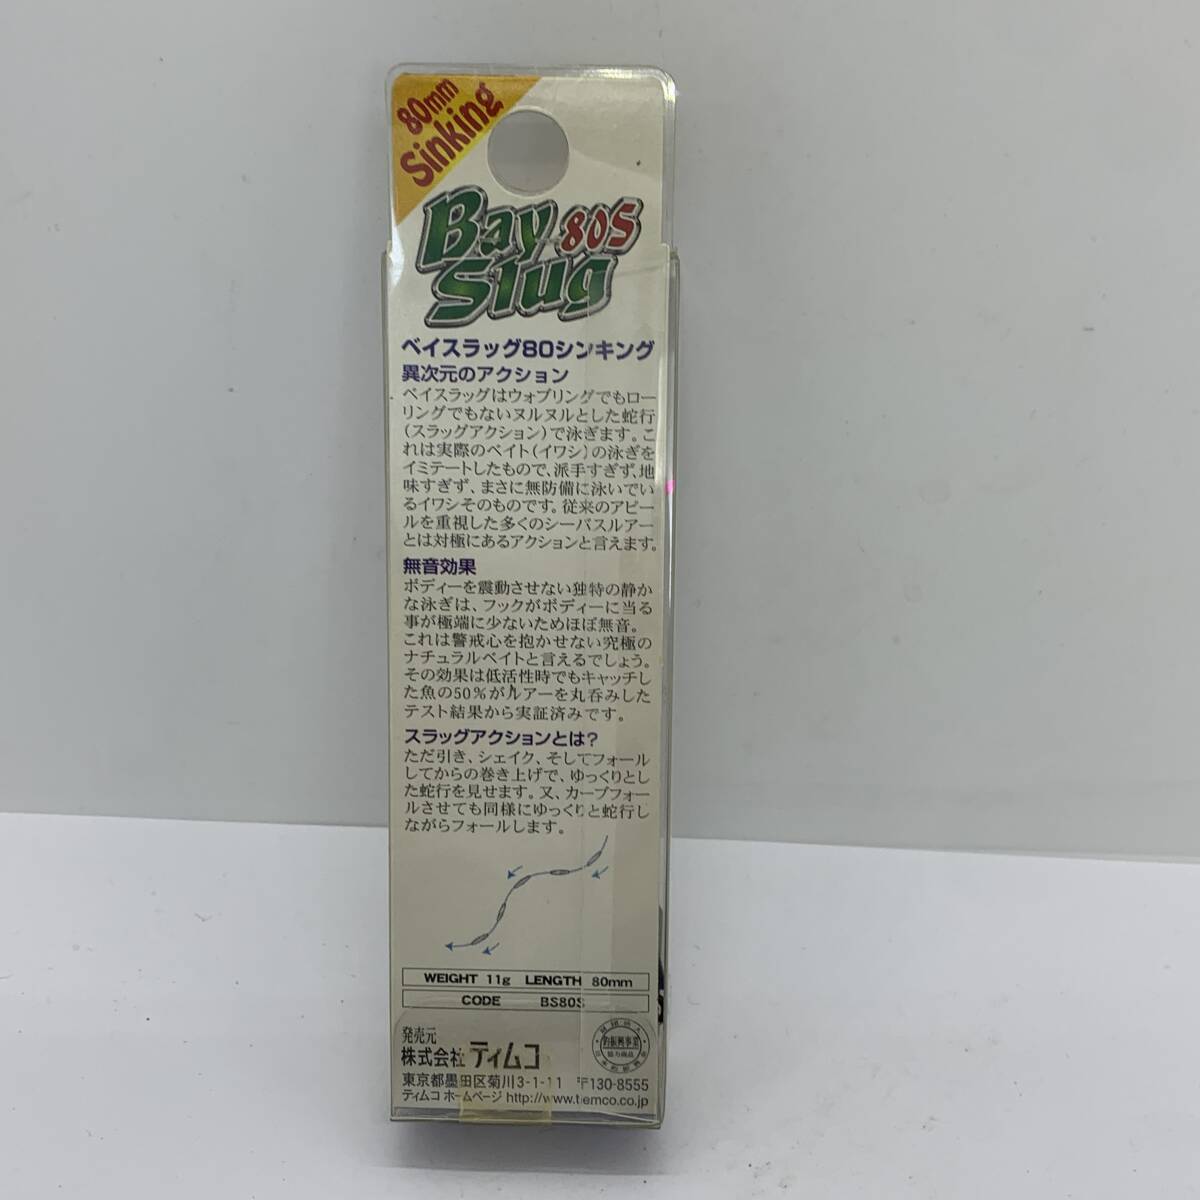 80mm
Sinking
Bay 80S
Slug
ベイスラッグ80シンキング
異次元のアクション
ベイスラッグはウォブリングでもロー
リングでもないヌルヌルとした蛇行
(スラッグアクション)で泳ぎます。こ
れは実際のベイト(イワシ)の泳ぎを
イミテートしたもので、派手すぎず、地
味すぎず、まさに無防備に泳いでい
るイワシそのものです。従来のアピー
ルを重視した多くのシーバスルアー
とは対極にあるアクションと言えます。
無音効果
ボディーを震動させない独特の静か
な泳ぎは、フックがボディーに当る
事が極端に少ないためほぼ無音。
これは警戒心を抱かせない究極の
ナチュラルベイトと言えるでしょう。
その効果は低活性時でもキャッチし
た魚の50%がルアーを丸呑みした
テスト結果から実証済みです。
スラッグアクションとは?
ただ引き、シェイク、そしてフォール
してからの巻き上げで、ゆっくりとし
た蛇行を見せます。又、カーブフォー
ルさせても同様にゆっくりと蛇行し
ながらフォールします。
WEIGHT 11g LENGTH 80mm
CODE BS80S
発売元
株式会社 ティムコ
東京都墨田区菊川3-1-11 〒130-8555
ティムコ ホームページ http://www.tiemco.co.jp
釣振興事業
協力商品